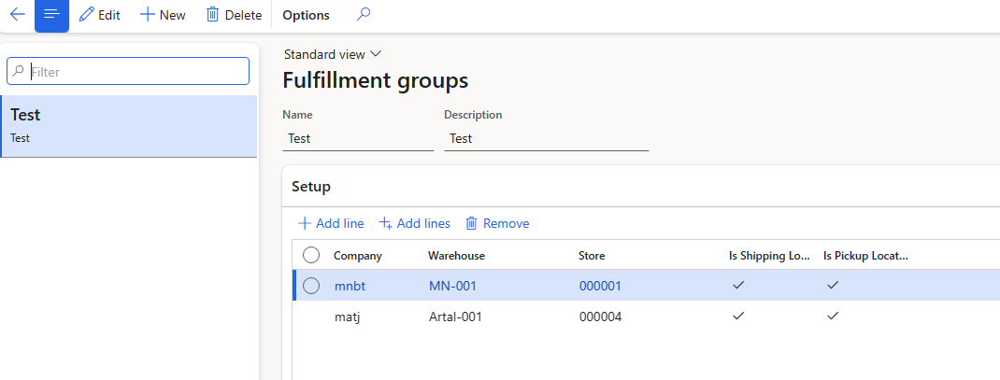 Edit New Delete Options
Filter
Test
Test
Standard view
Fulfillment groups
Name Description
Test Test
Setup
Add line Add lines Remove
Company Warehouse Store Is Shipping Lo... Is Pickup Locat...
mnbt MN-001 000001
matj Artal-001 000004